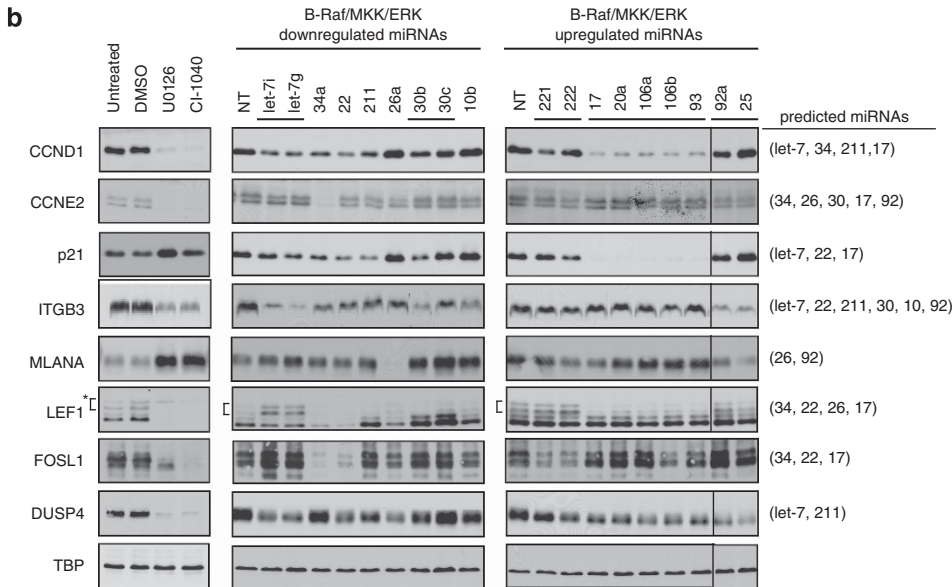 b
B-Raf/MKK/ERK
downregulated miRNAs
B-Raf/MKK/ERK
upregulated miRNAs
Untreated
DMSO
U0126
CI-1040
NT
let-7i
let-7g
34a
22
211
26a
30b
30c
10b
NT
221
222
17
20a
106a
106b
93
92a
25
predicted miRNAs
CCND1
(let-7, 34, 211,17)
CCNE2
(34, 26, 30, 17, 92)
p21
(let-7, 22, 17)
ITGB3
(let-7, 22, 211, 30, 10, 92)
MLANA
(26, 92)
LEF1 *
(34, 22, 26, 17)
FOSL1
(34, 22, 17)
DUSP4
(let-7, 211)
TBP